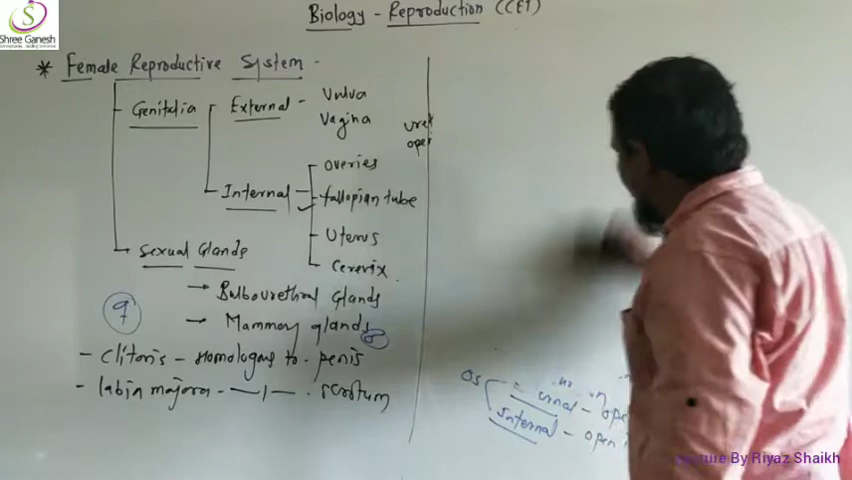 S
Shree Ganesh
Biology - Reproduction (CET)
* Female Reproductive System -
Genitalia
External - Vulva
Vagina
Internal
Overies
fallopian tube
Uterus
Cerevix
Sexual Glands
→ Bulbourethral Glands
→ Mammary glands
- Clitoris - Homologous to - penis
- labia majora - —— 1 —— . Scrotum
os
Internal - open
Lecture By Riyaz Shaikh